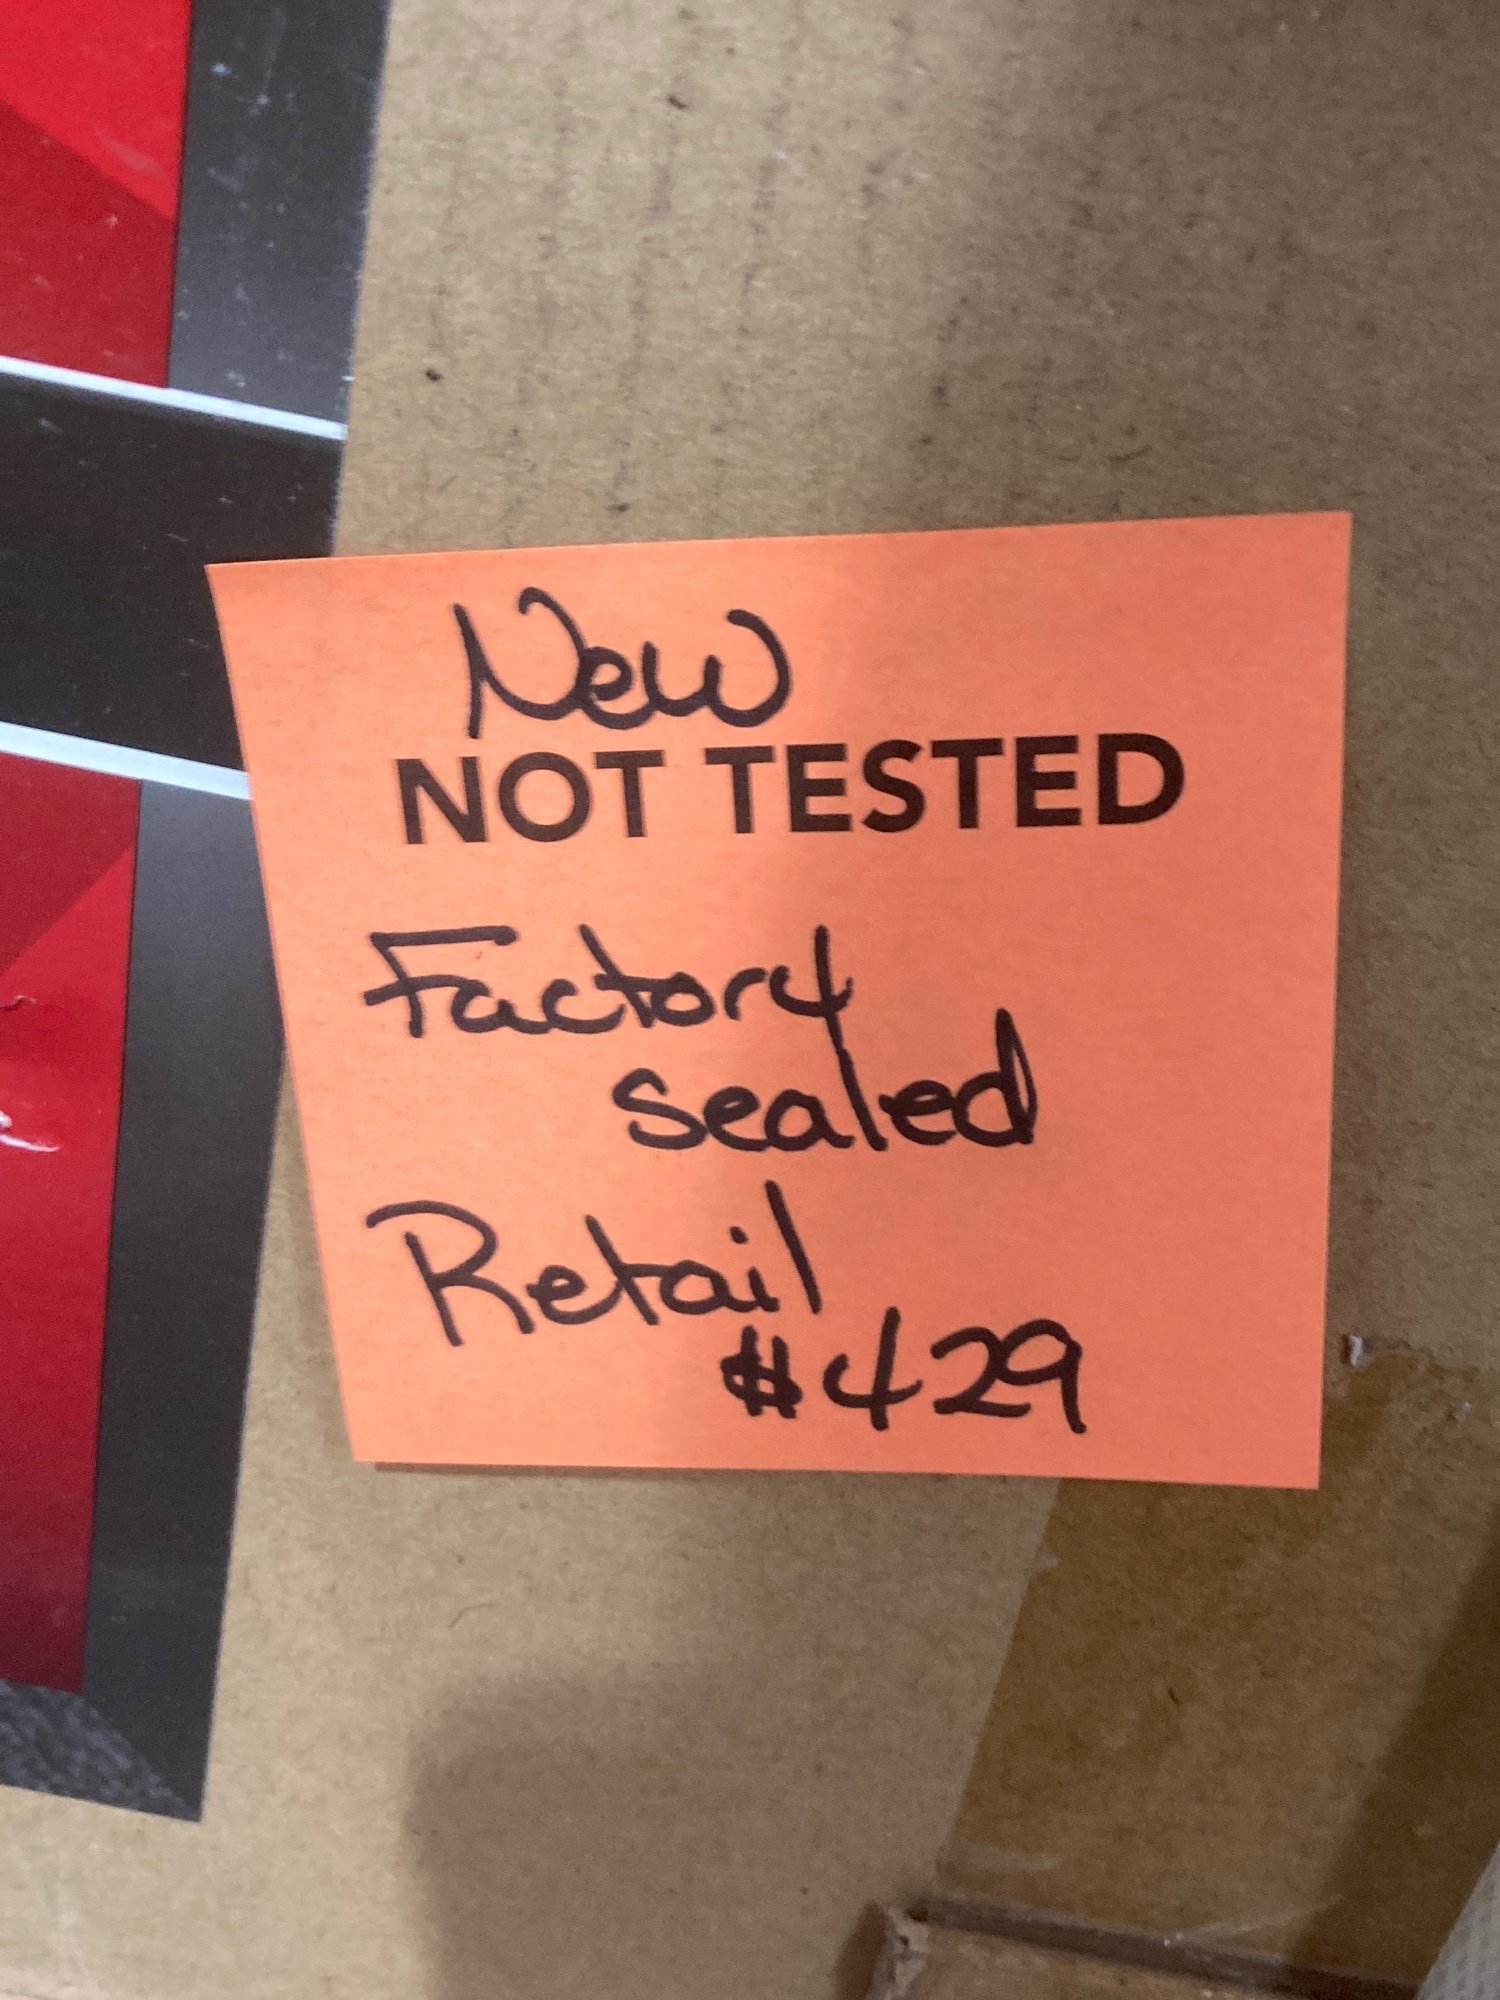 New
NOT TESTED
Factory
sealed
Retail
$429